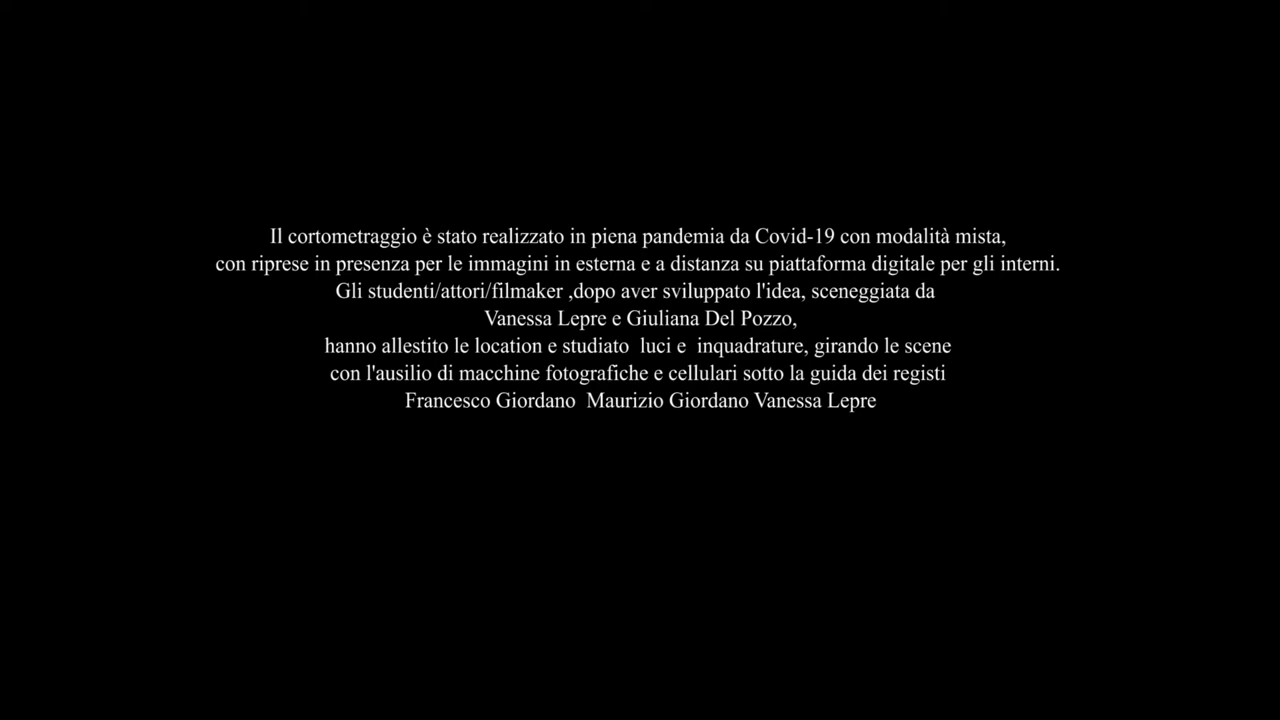 Il cortometraggio è stato realizzato in piena pandemia da Covid-19 con modalità mista,
con riprese in presenza per le immagini in esterna e a distanza su piattaforma digitale per gli interni.
Gli studenti/attori/filmaker ,dopo aver sviluppato l'idea, sceneggiata da
Vanessa Lepre e Giuliana Del Pozzo,
hanno allestito le location e studiato  luci e  inquadrature, girando le scene
con l'ausilio di macchine fotografiche e cellulari sotto la guida dei registi
Francesco Giordano  Maurizio Giordano Vanessa Lepre